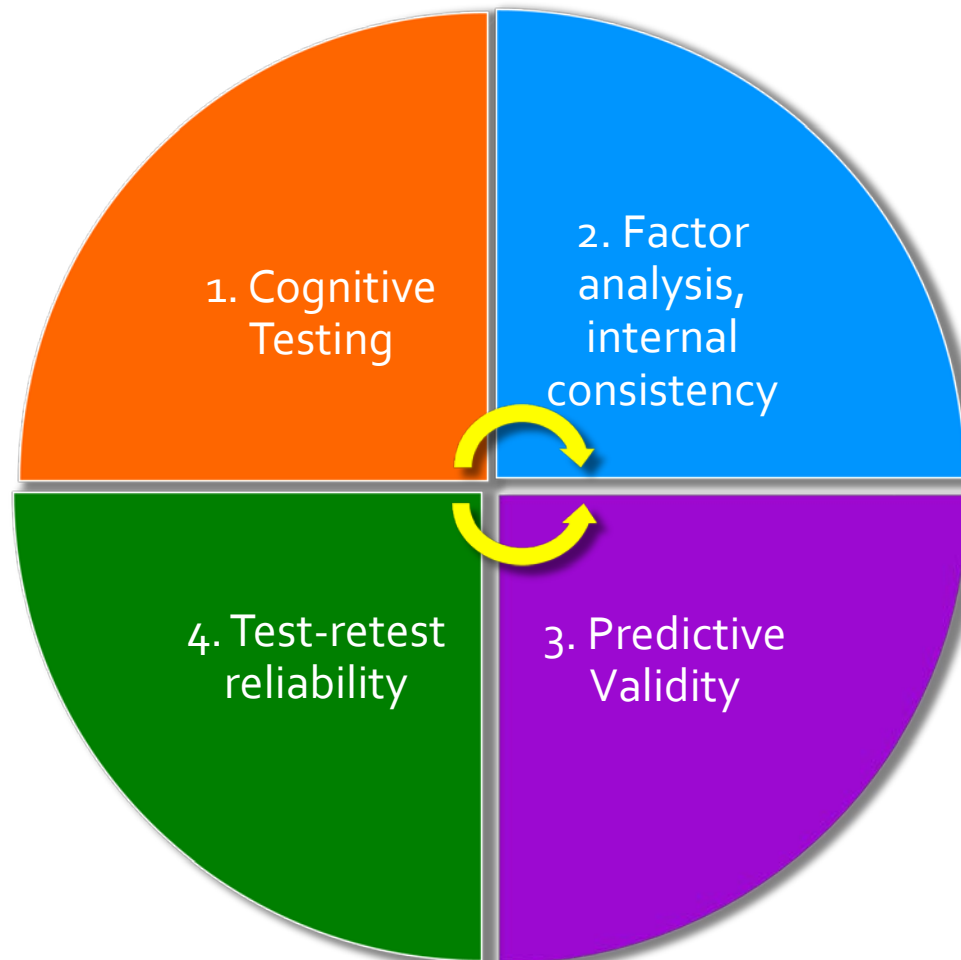 1. Cognitive
Testing
2. Factor
analysis,
internal
consistency
3. Predictive
Validity
4. Test-retest
reliability